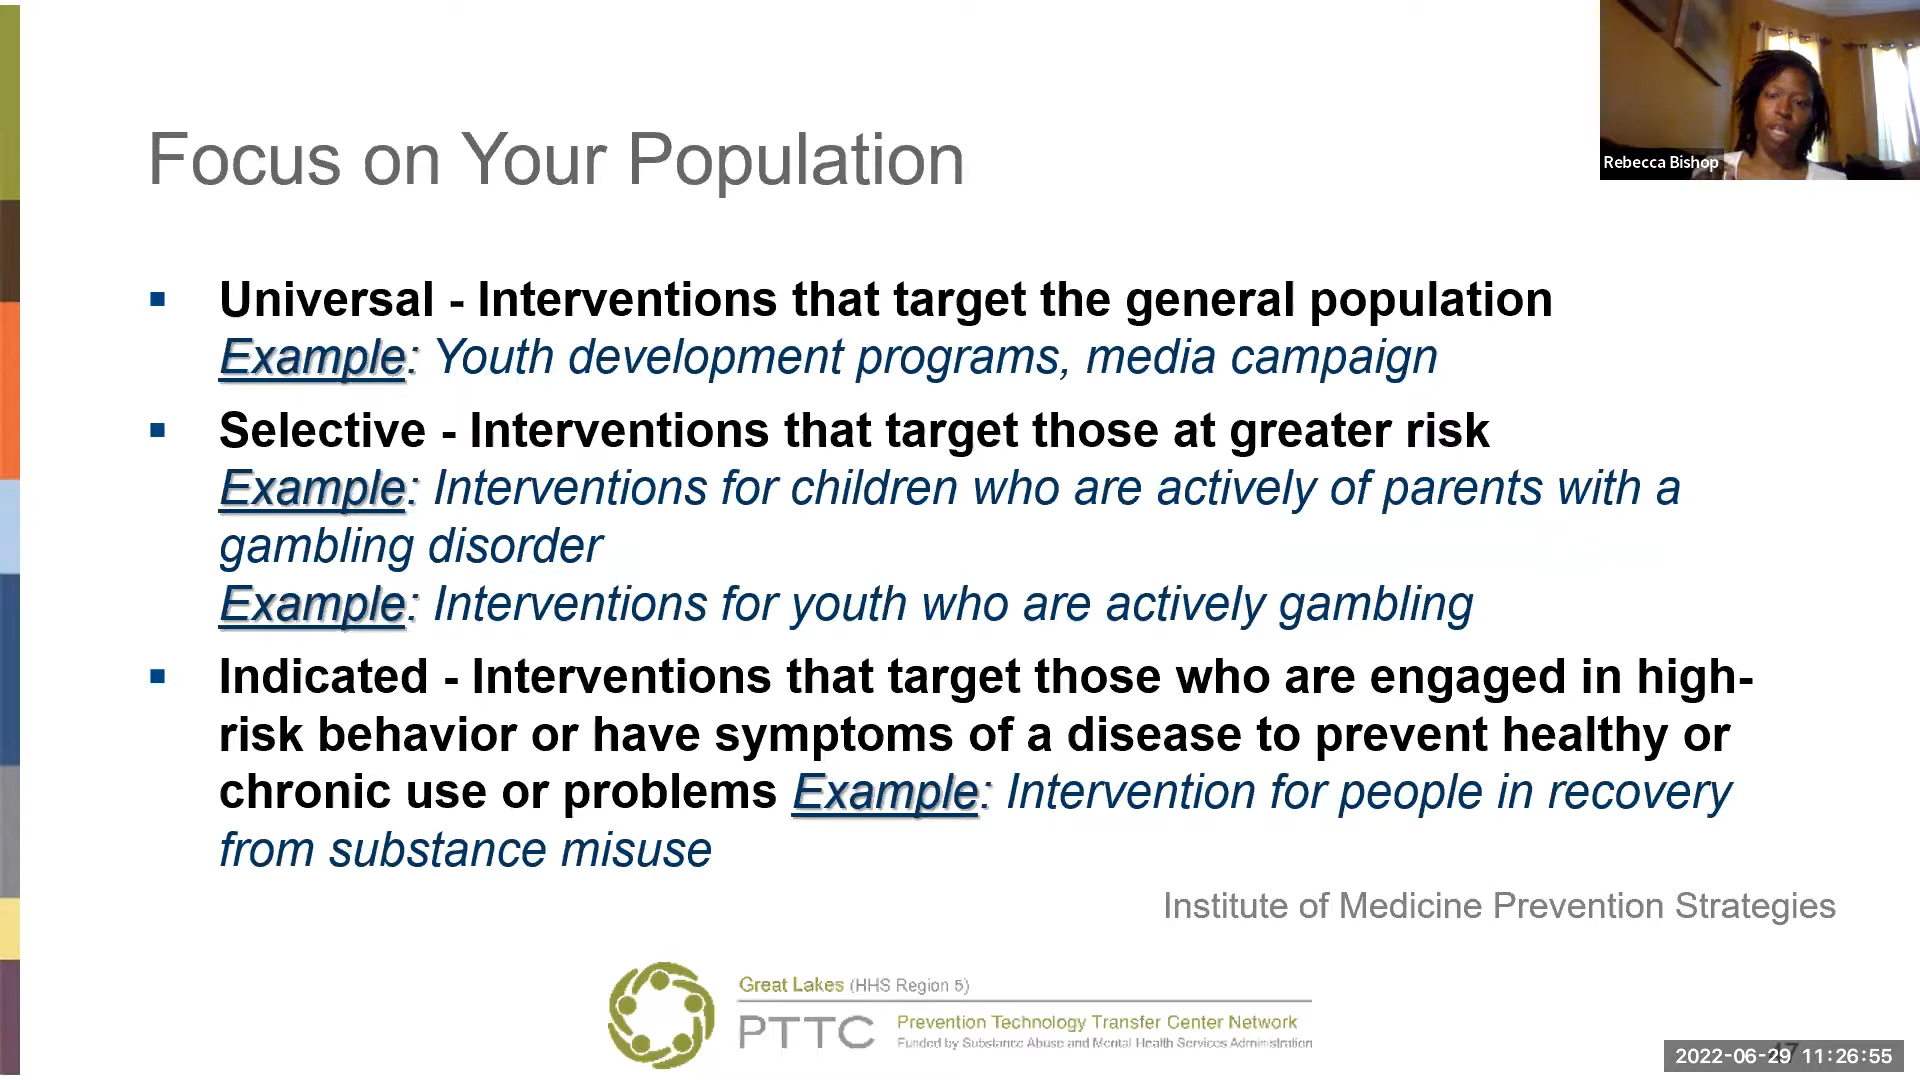 Rebecca Bishop
Focus on Your Population
Universal - Interventions that target the general population
Example: Youth development programs, media campaign
Selective - Interventions that target those at greater risk
Example: Interventions for children who are actively of parents with a
gambling disorder
Example: Interventions for youth who are actively gambling
Indicated - Interventions that target those who are engaged in high-
risk behavior or have symptoms of a disease to prevent healthy or
chronic use or problems Example: Intervention for people in recovery
from substance misuse
Institute of Medicine Prevention Strategies
Great Lakes (HHS Region 5)
PTTC
Prevention Technology Transfer Center Network
Funded by Substance Abuse and Mental Health Services Administration
2022-06-29 11:26:55